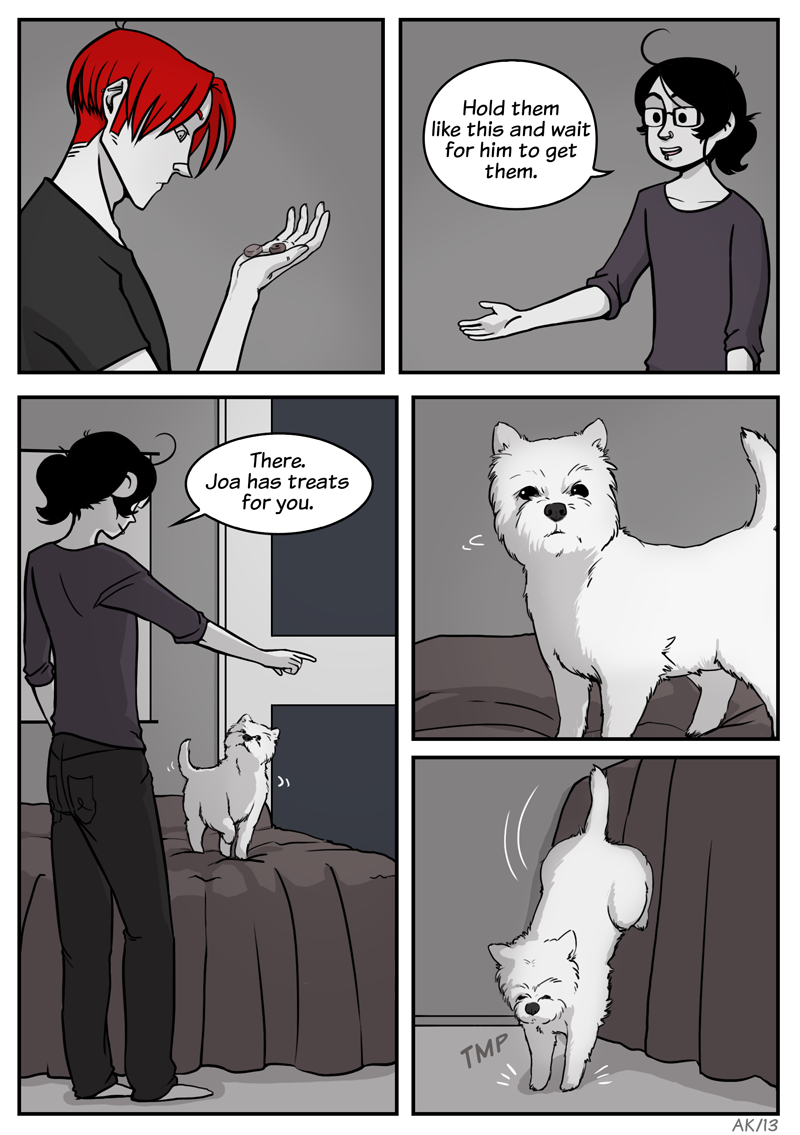 Hold them
like this and wait
for him to get
them.
There.
Joa has treats
for you.
TMP
AK/13